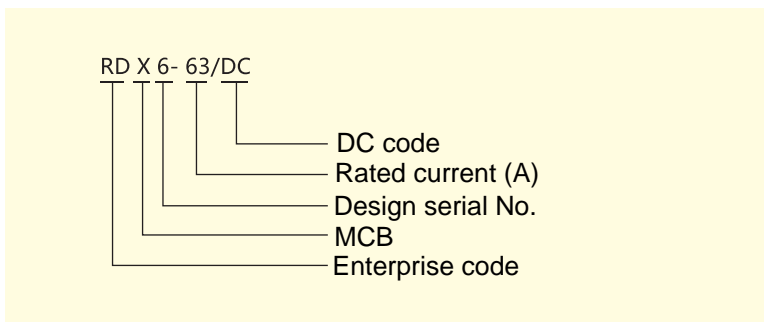 RD X 6- 63/DC
DC code
Rated current (A)
Design serial No.
MCB
Enterprise code